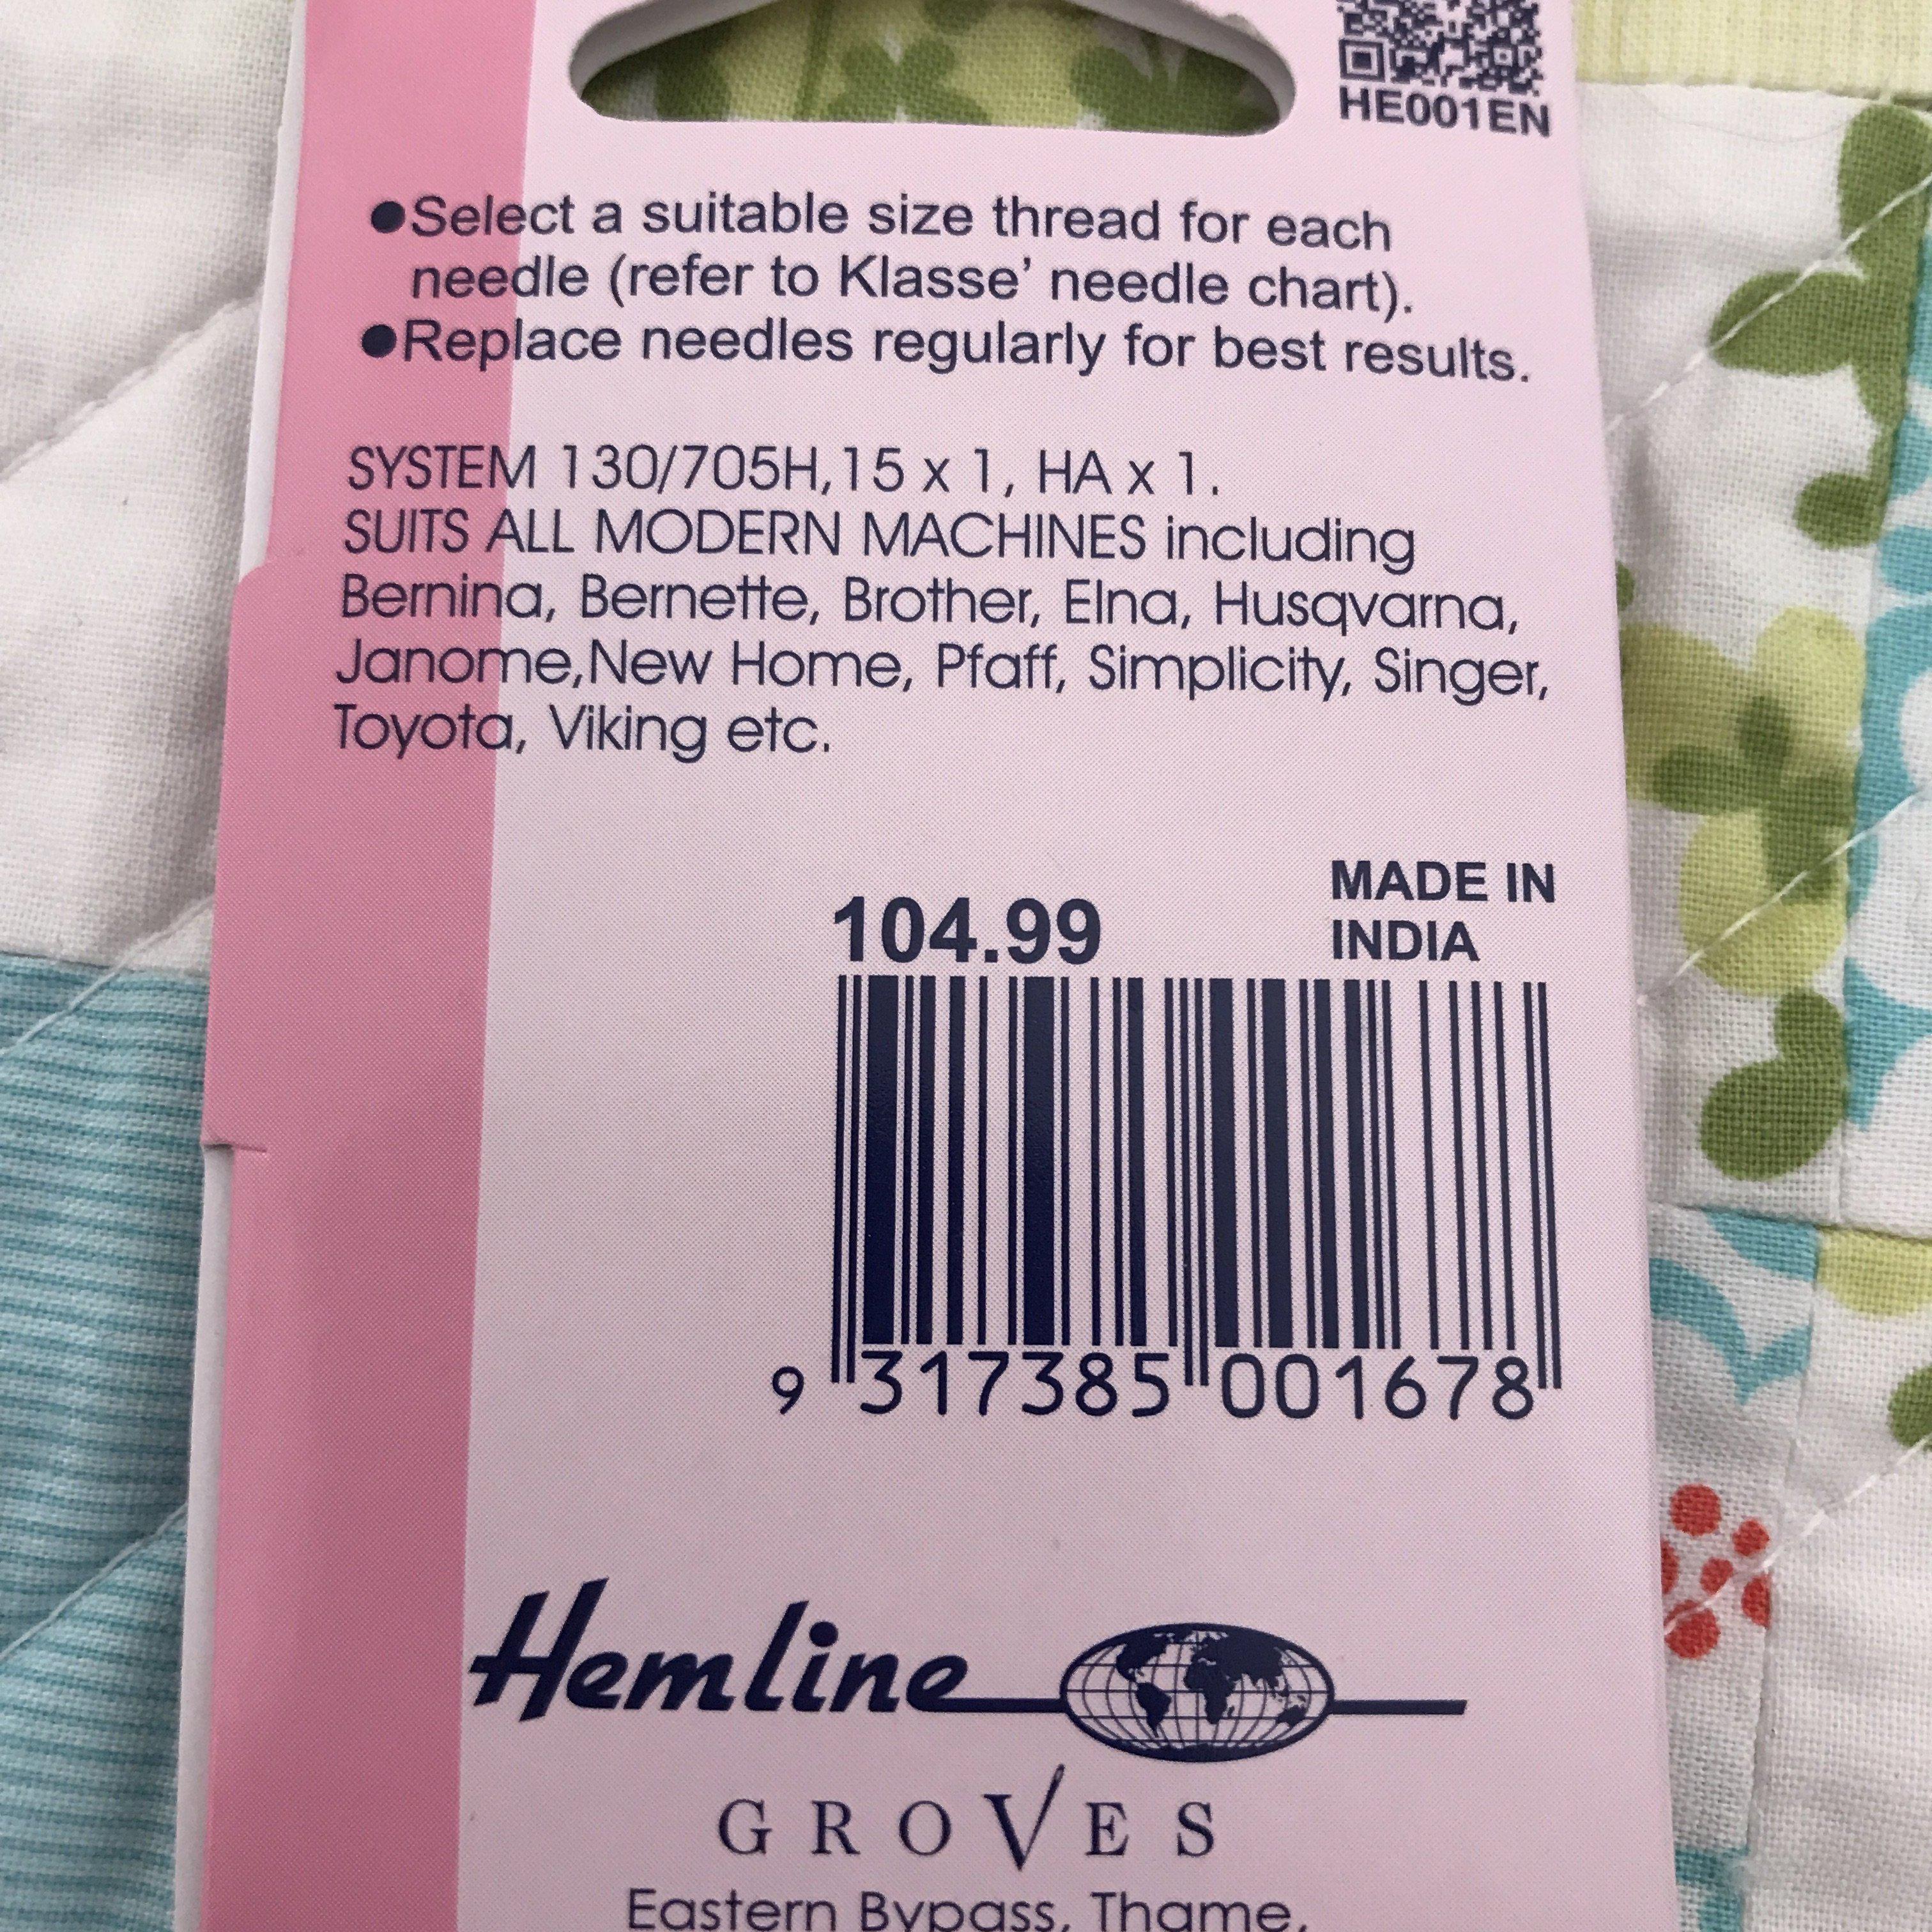 HE001EN
●Select a suitable size thread for each
needle (refer to Klasse’ needle chart).
●Replace needles regularly for best results.
SYSTEM 130/705H,15 x 1, HA x 1.
SUITS ALL MODERN MACHINES including
Bernina, Bernette, Brother, Elna, Husqvarna,
Janome,New Home, Pfaff, Simplicity, Singer,
Toyota, Viking etc.
104.99
MADE IN
INDIA
9 317385 001678
Hemline
GROVES
Eastern Bypass, Thame,